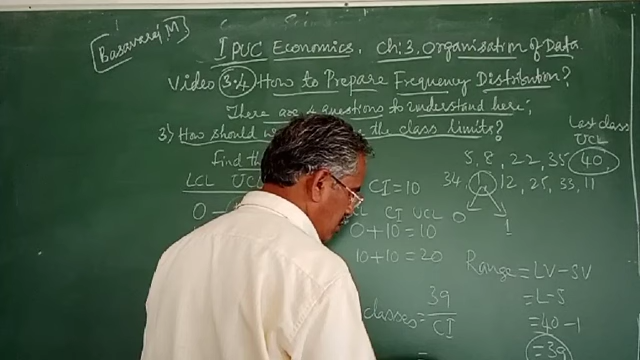 Basavaraj M
I PUC Economics. Ch:3. Organisation of Data
Video 3.4 How to Prepare Frequency Distribution?
There are 4 questions to understand here;
3) How should we the class limits?
Last class
UCL
Find th
5, 8, 22, 35 40,
LCL UC CI = 10
34, 1, 12, 25, 33, 11
0 - CL CI UCL
0 1
0 + 10 = 10
10 + 10 = 20
Range = LV - SV
= L - S
classes = 39/CI
= 40 - 1
= 39